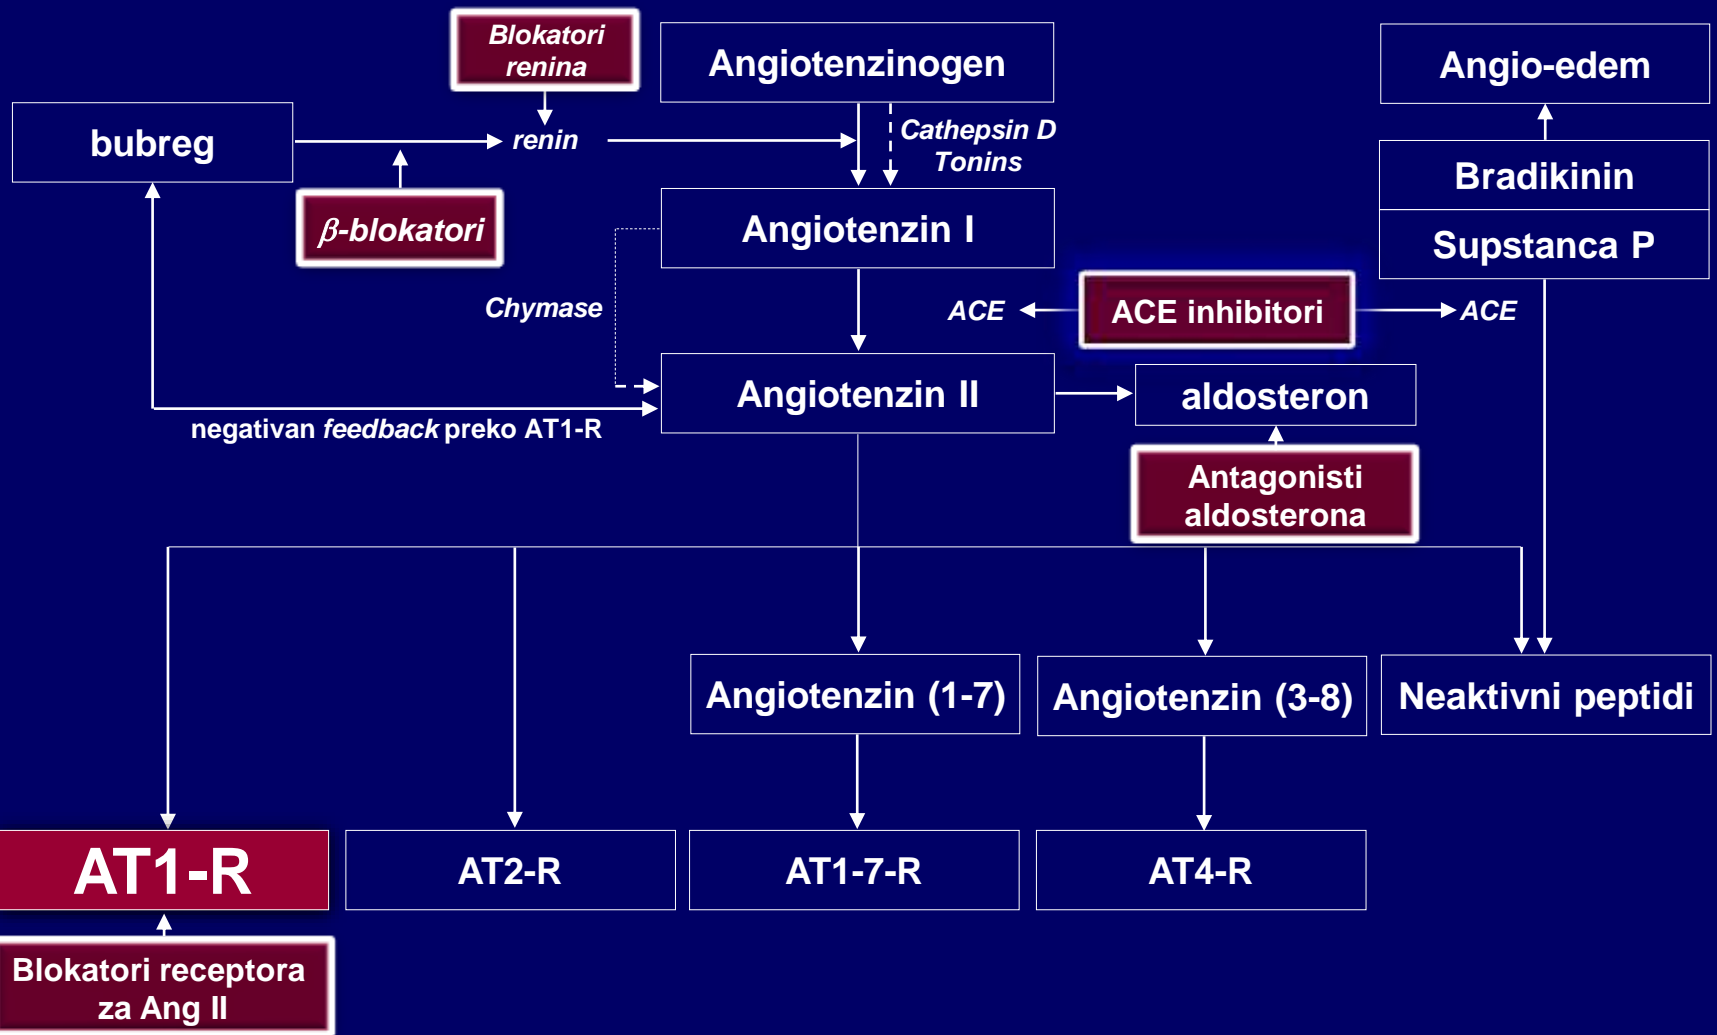 Blokatori
renina
Angiotenzinogen
Angio-edem
bubreg
renin
Cathepsin D
Tonins
Bradikinin
β-blokatori
Angiotenzin I
Supstanca P
Chymase
ACE
ACE inhibitori
ACE
Angiotenzin II
aldosteron
negativan feedback preko AT1-R
Antagonisti
aldosterona
Angiotenzin (1-7)
Angiotenzin (3-8)
Neaktivni peptidi
AT1-R
AT2-R
AT1-7-R
AT4-R
Blokatori receptora
za Ang II